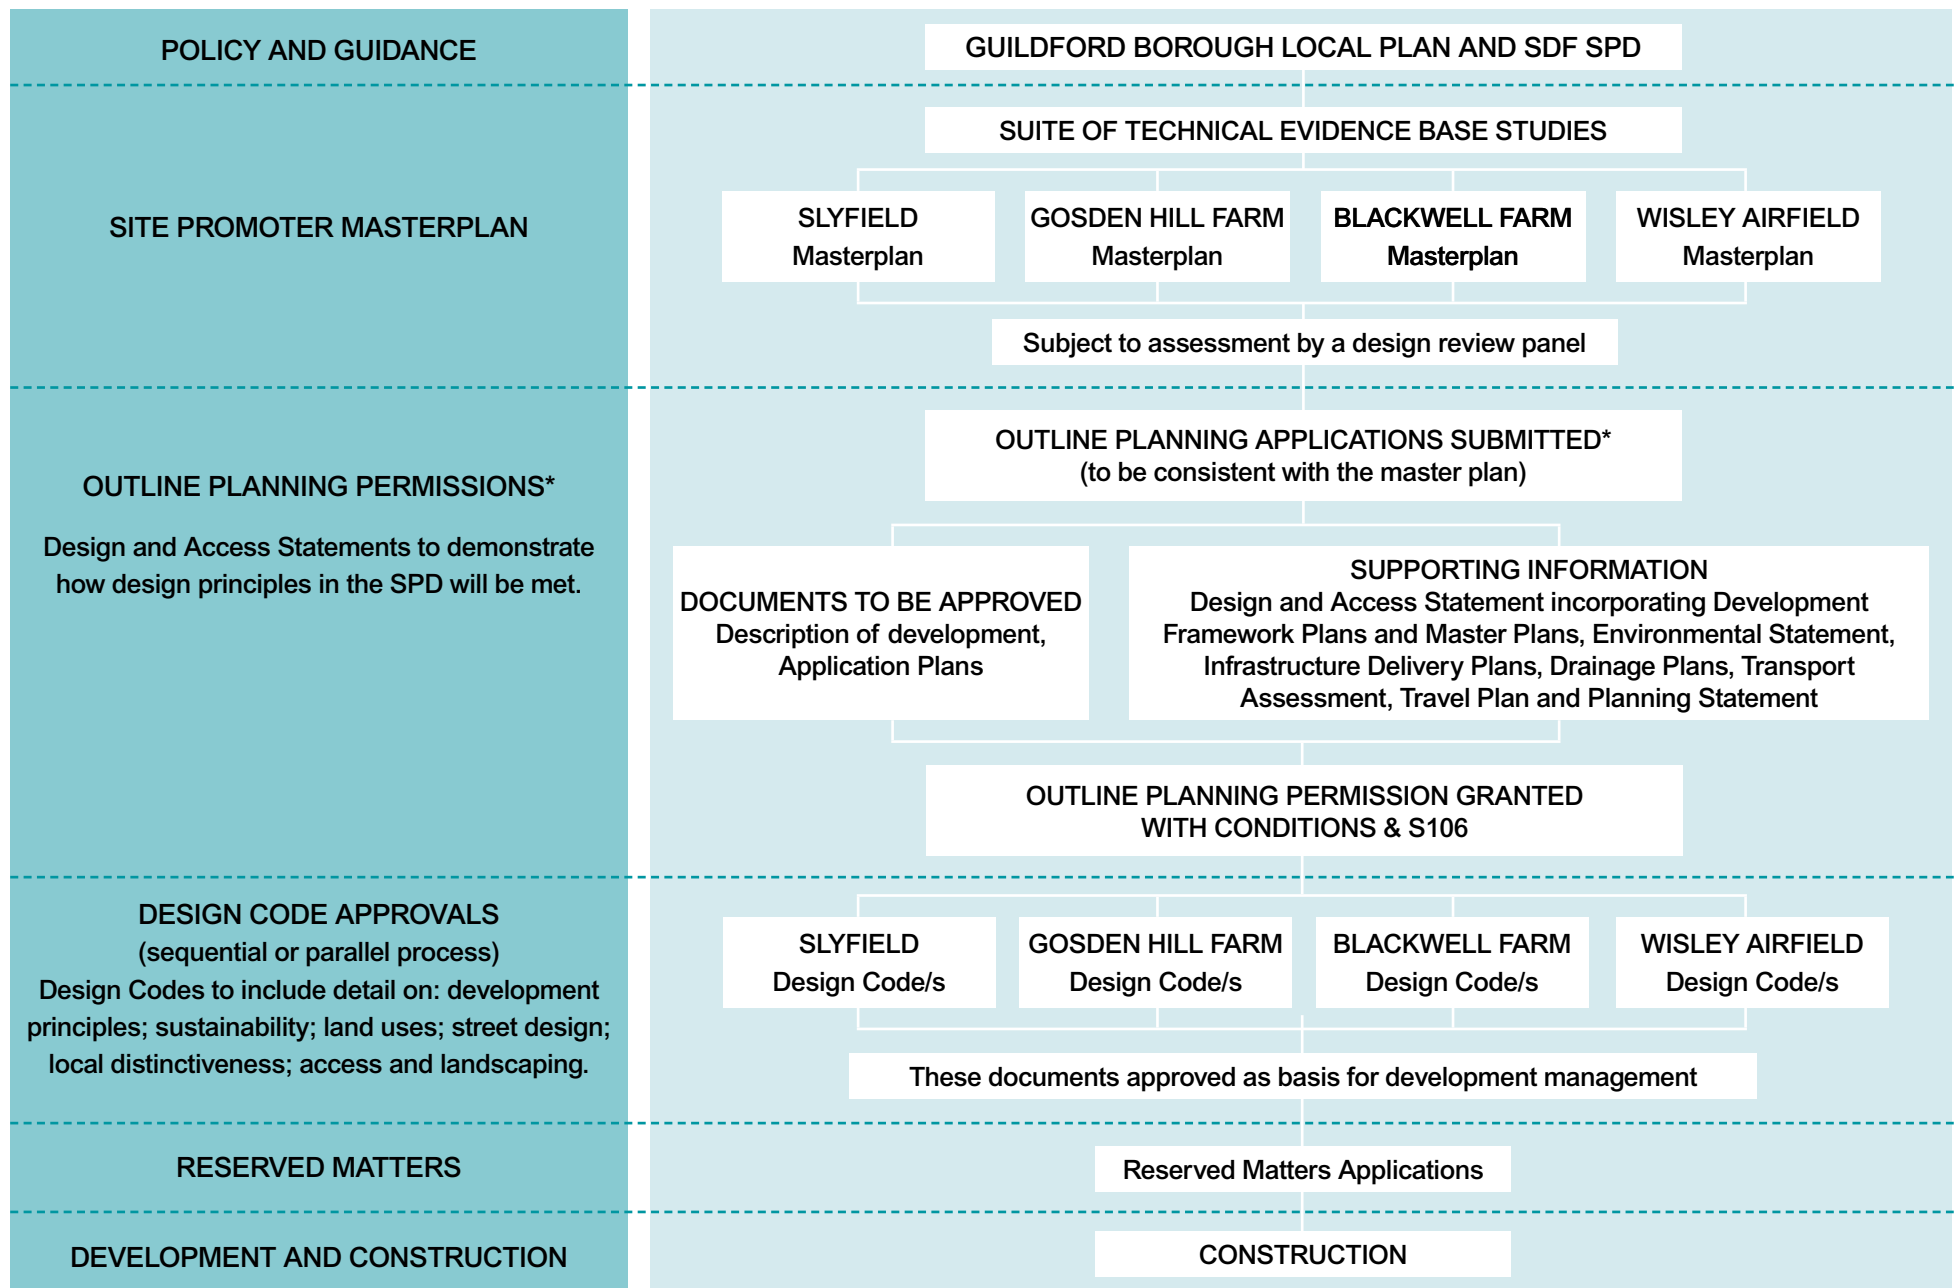 POLICY AND GUIDANCE
GUILDFORD BOROUGH LOCAL PLAN AND SDF SPD
SITE PROMOTER MASTERPLAN
SUITE OF TECHNICAL EVIDENCE BASE STUDIES
SLYFIELD
Masterplan
GOSDEN HILL FARM
Masterplan
BLACKWELL FARM
Masterplan
WISLEY AIRFIELD
Masterplan
Subject to assessment by a design review panel
OUTLINE PLANNING PERMISSIONS*
Design and Access Statements to demonstrate
how design principles in the SPD will be met.
OUTLINE PLANNING APPLICATIONS SUBMITTED*
(to be consistent with the master plan)
DOCUMENTS TO BE APPROVED
Description of development,
Application Plans
SUPPORTING INFORMATION
Design and Access Statement incorporating Development
Framework Plans and Master Plans, Environmental Statement,
Infrastructure Delivery Plans, Drainage Plans, Transport
Assessment, Travel Plan and Planning Statement
OUTLINE PLANNING PERMISSION GRANTED
WITH CONDITIONS & S106
DESIGN CODE APPROVALS
(sequential or parallel process)
Design Codes to include detail on: development
principles; sustainability; land uses; street design;
local distinctiveness; access and landscaping.
SLYFIELD
Design Code/s
GOSDEN HILL FARM
Design Code/s
BLACKWELL FARM
Design Code/s
WISLEY AIRFIELD
Design Code/s
These documents approved as basis for development management
RESERVED MATTERS
Reserved Matters Applications
DEVELOPMENT AND CONSTRUCTION
CONSTRUCTION